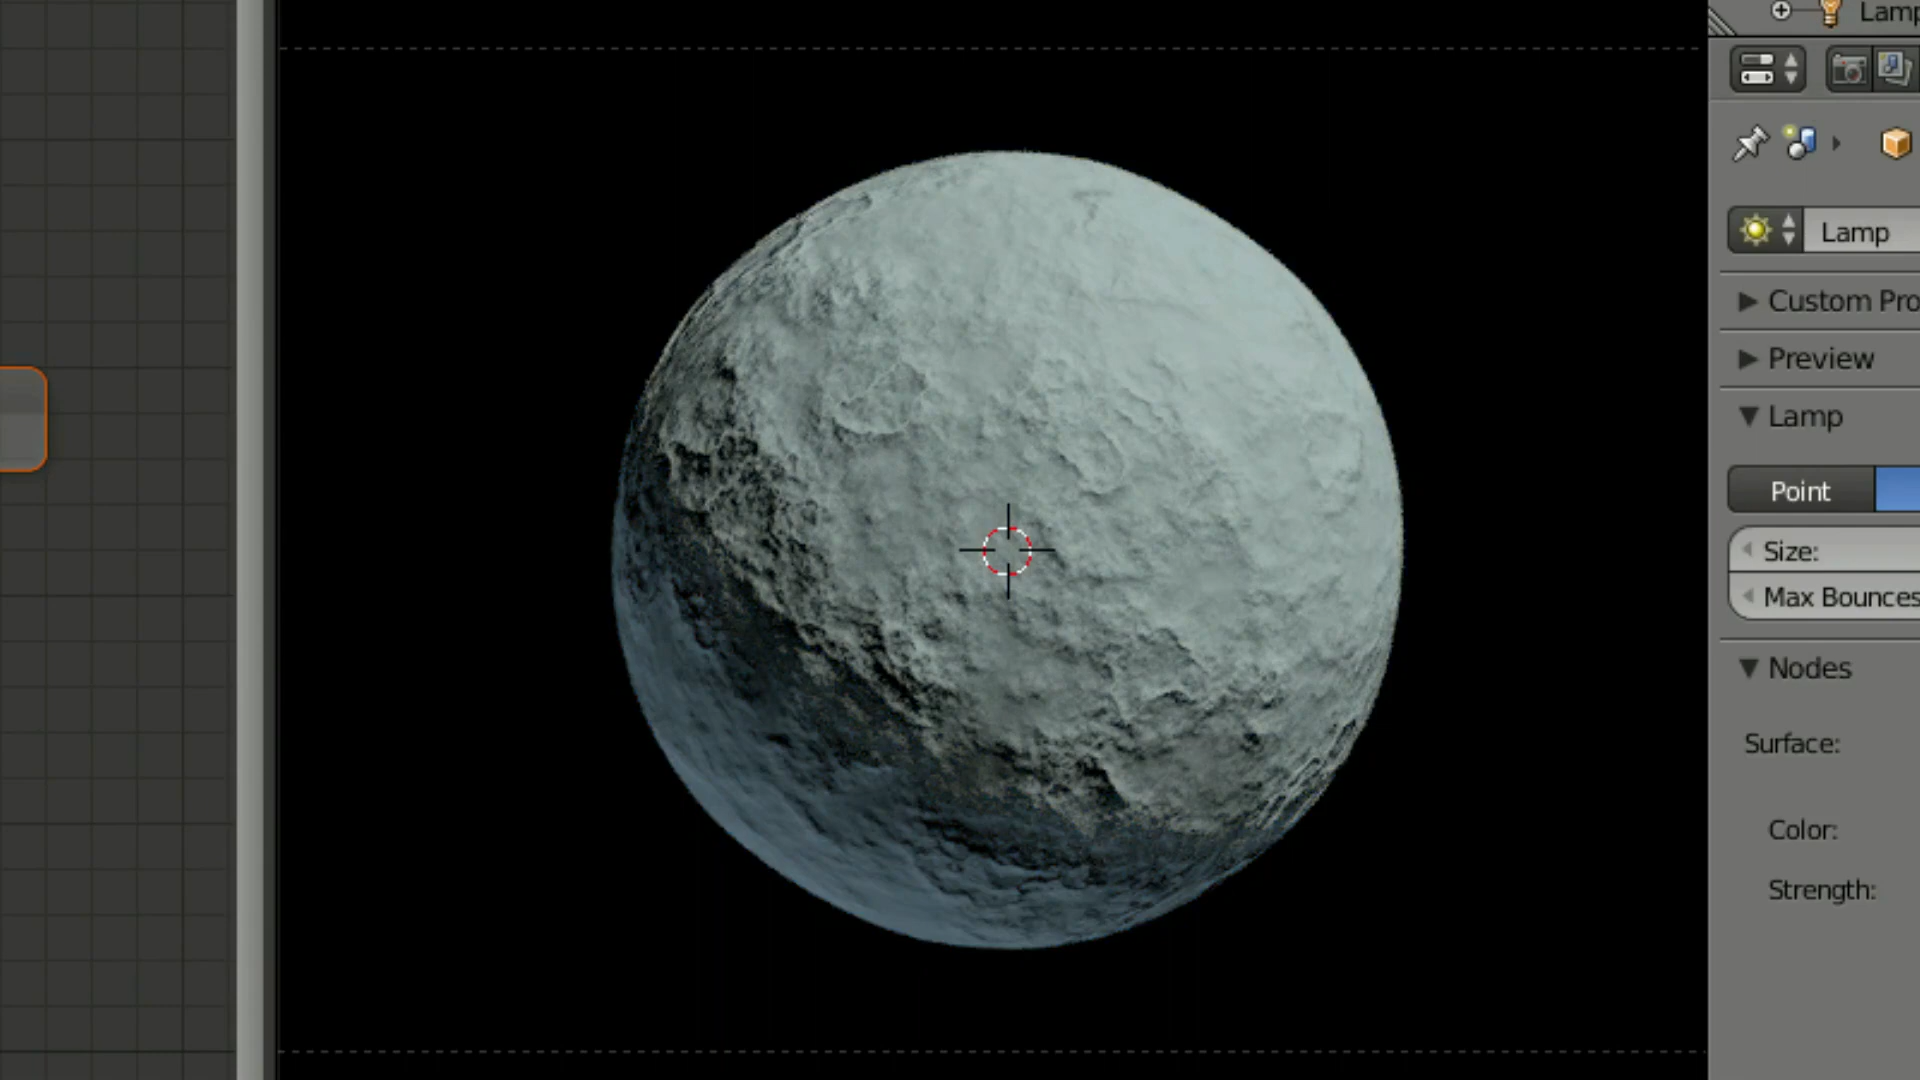 Lamp
Lamp
Custom Pro
Preview
Lamp
Point
Size:
Max Bounces
Nodes
Surface:
Color:
Strength: